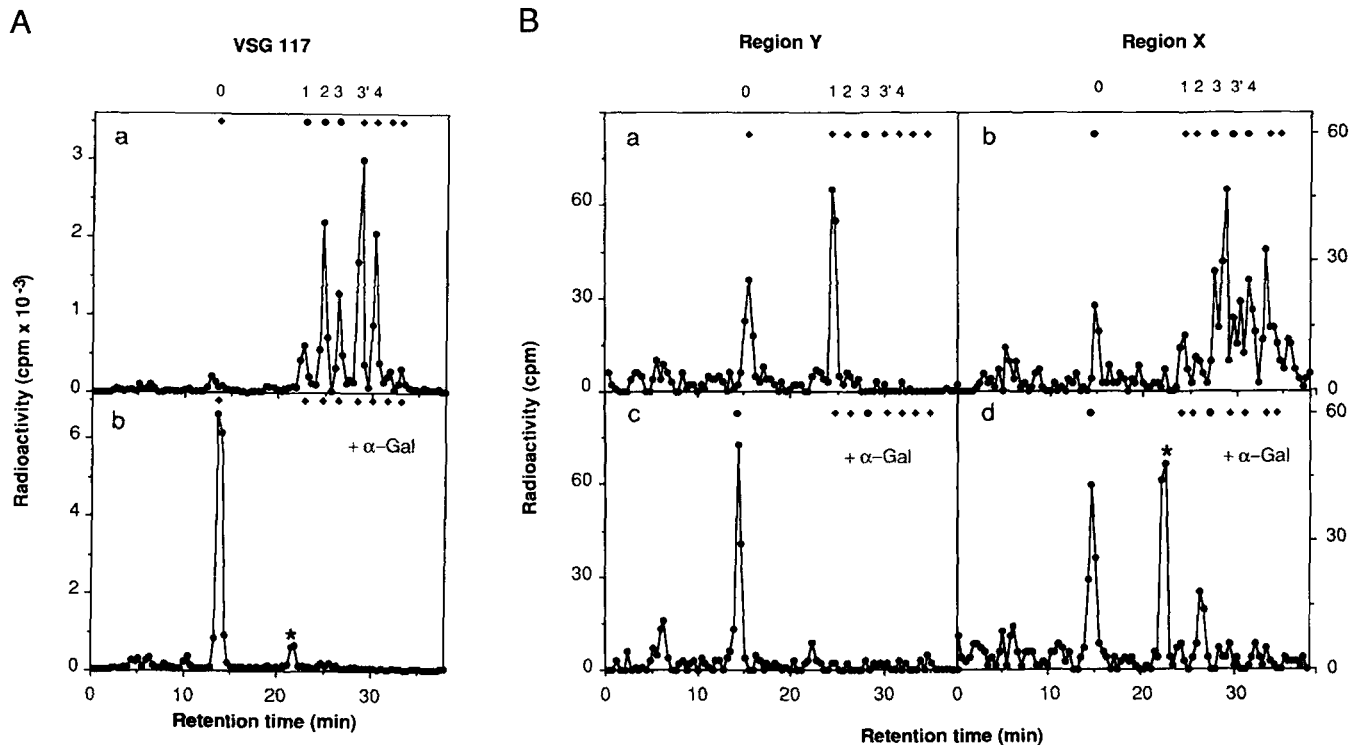 A
B
VSG 117
Region Y
Region X
0 1 2 3 3' 4
0 1 2 3 3' 4
0 1 2 3 3' 4
a
3
2
1
0
b
+ α-Gal
*
6
4
2
0
0 10 20 30
Retention time (min)
Radioactivity (cpm x 10⁻³)
a
60
30
0
b
60
30
0
c
+ α-Gal
60
30
0
d
+ α-Gal
*
60
30
0
0 10 20 30
0 10 20 30
Radioactivity (cpm)
Retention time (min)